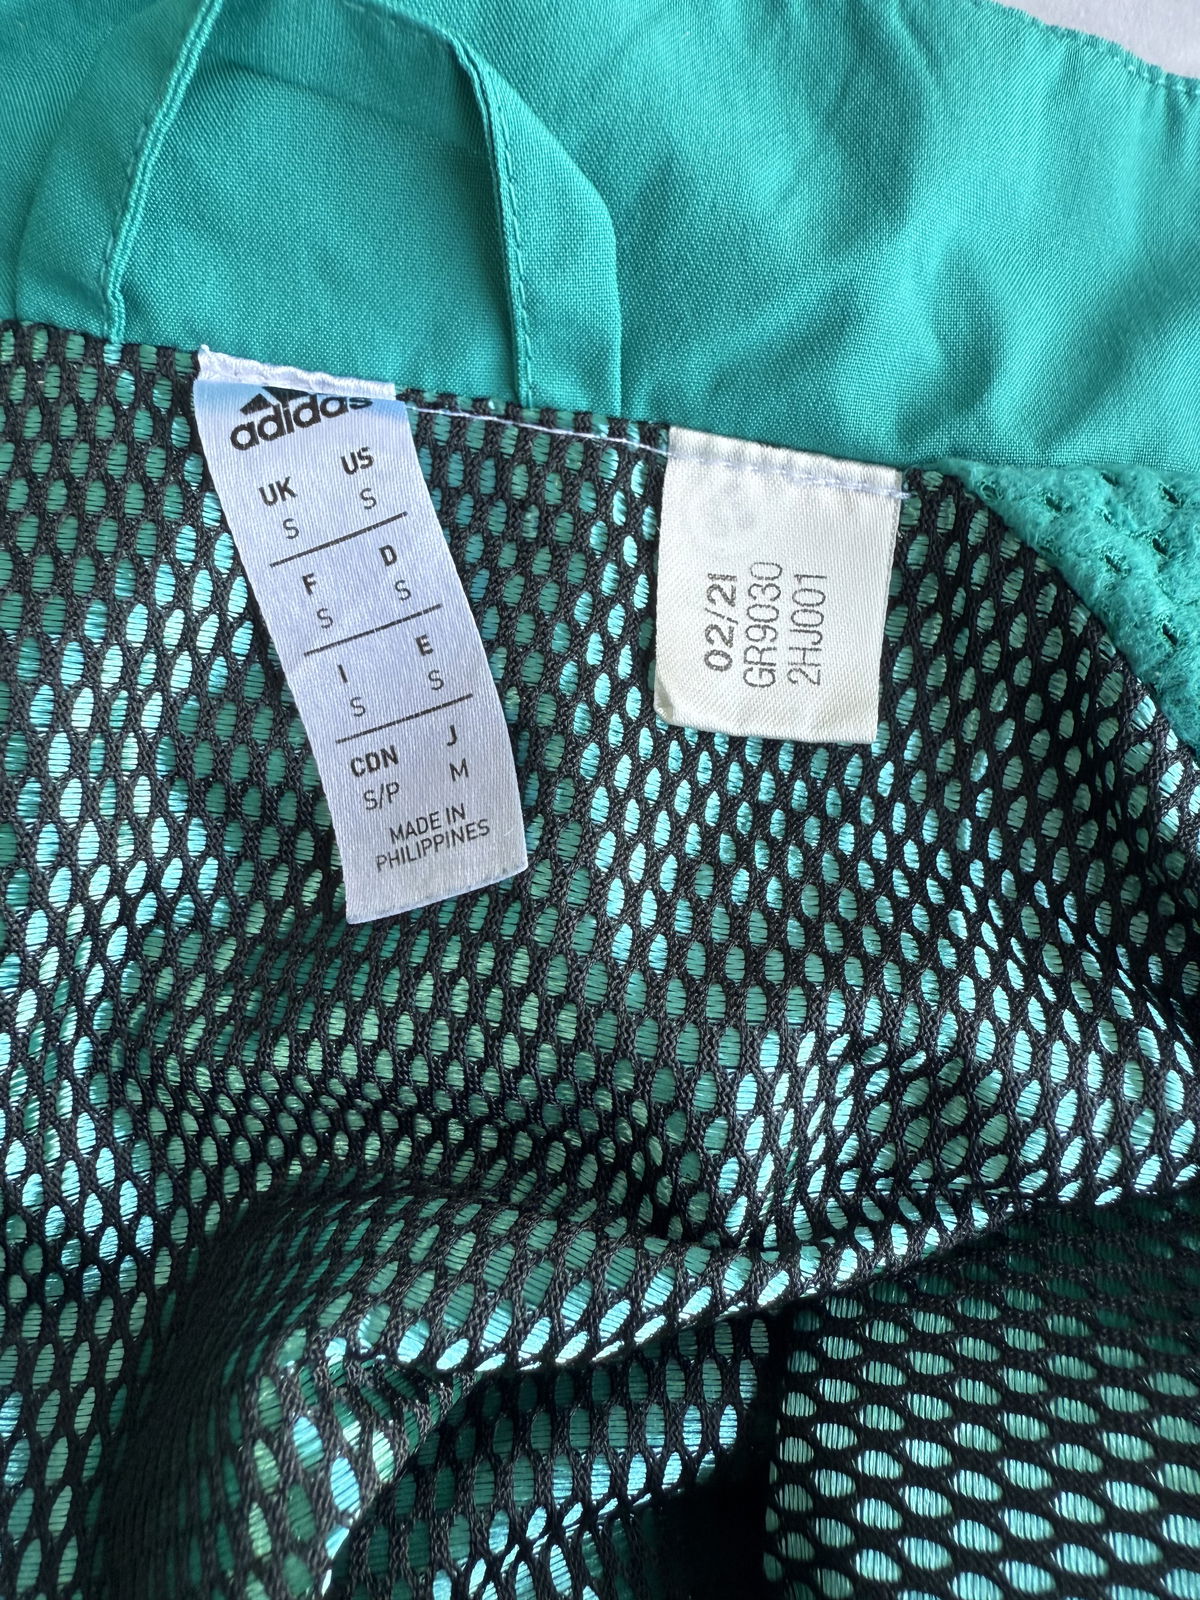 adidas
UK US
S S
F D
S S
I E
S S
CDN J
S/P M
MADE IN
PHILIPPINES
02/21
GR9030
2HJ001